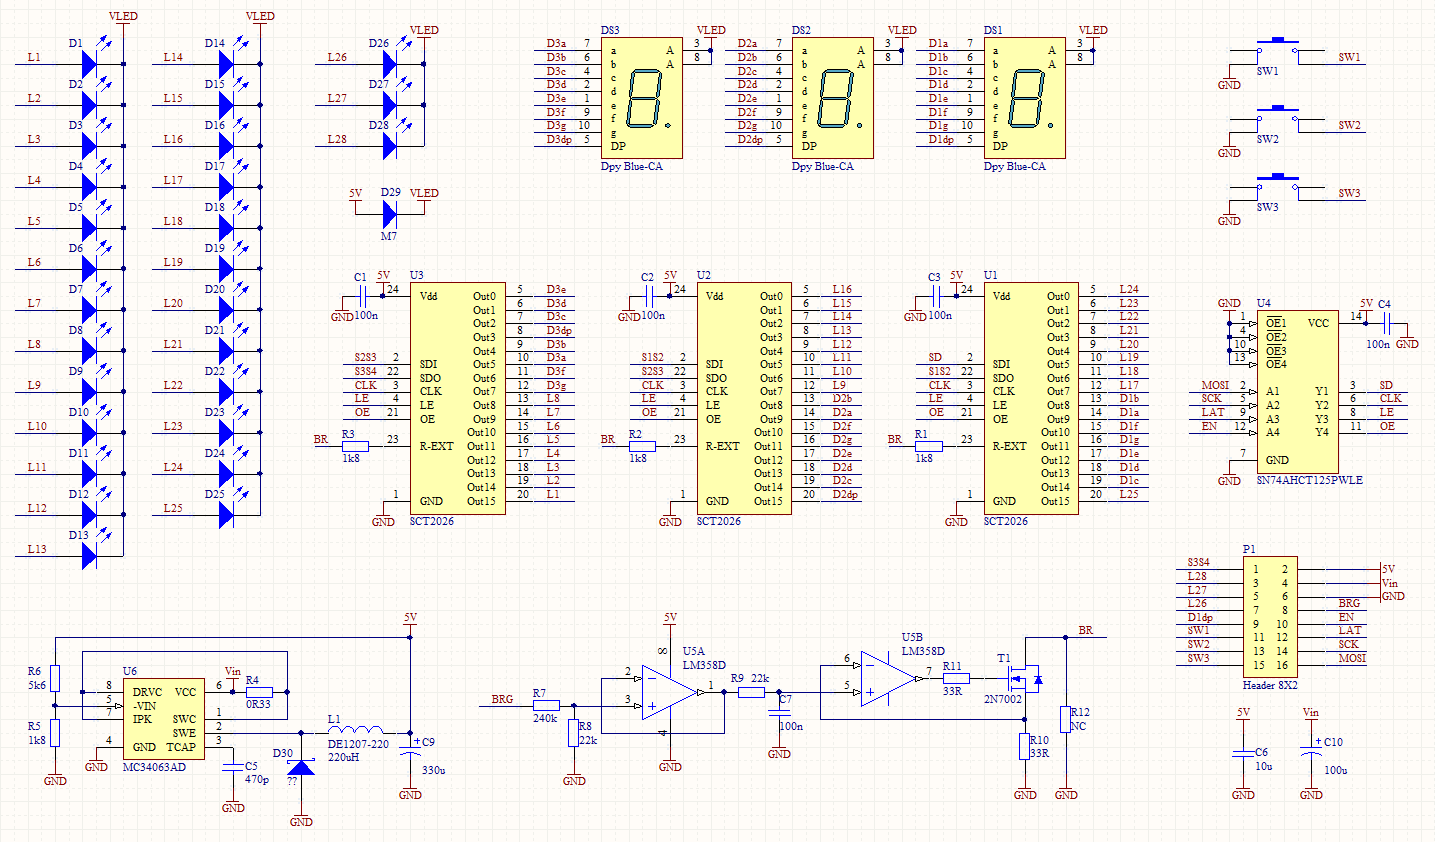 VLED
D1
L1
D2
L2
D3
L3
D4
L4
D5
L5
D6
L6
D7
L7
D8
L8
D9
L9
D10
L10
D11
L11
D12
L12
D13
L13
VLED
D14
L14
D15
L15
D16
L16
D17
L17
D18
L18
D19
L19
D20
L20
D21
L21
D22
L22
D23
L23
D24
L24
D25
L25
VLED
D26
L26
D27
L27
D28
L28
5V D29 VLED
M7
DS3 VLED
D3a 7 a A 3
D3b 6 b A 8
D3c 4 c
D3d 2 d
D3e 1 e
D3f 9 f
D3g 10 g
D3dp 5 DP
Dpy Blue-CA
DS2 VLED
D2a 7 a A 3
D2b 6 b A 8
D2c 4 c
D2d 2 d
D2e 1 e
D2f 9 f
D2g 10 g
D2dp 5 DP
Dpy Blue-CA
DS1 VLED
D1a 7 a A 3
D1b 6 b A 8
D1c 4 c
D1d 2 d
D1e 1 e
D1f 9 f
D1g 10 g
D1dp 5 DP
Dpy Blue-CA
SW1
SW1
GND
SW2
SW2
GND
SW3
SW3
GND
C1 5V U3
GND 100n
24 Vdd Out0 5 D3e
Out1 6 D3d
Out2 7 D3c
Out3 8 D3dp
Out4 9 D3b
S2S3 2 SDI Out5 10 D3a
S3S4 22 SDO Out6 11 D3f
CLK 3 CLK Out7 12 D3g
LE 4 LE Out8 13 L8
OE 21 OE Out9 14 L7
Out10 15 L6
BR R3 1k8 23 R-EXT Out11 16 L5
Out12 17 L4
Out13 18 L3
Out14 19 L2
1 GND Out15 20 L1
GND SCT2026
C2 5V U2
GND 100n
24 Vdd Out0 5 L16
Out1 6 L15
Out2 7 L14
Out3 8 L13
Out4 9 L12
S1S2 2 SDI Out5 10 L11
S2S3 22 SDO Out6 11 L10
CLK 3 CLK Out7 12 L9
LE 4 LE Out8 13 D2b
OE 21 OE Out9 14 D2a
Out10 15 D2f
BR R2 1k8 23 R-EXT Out11 16 D2g
Out12 17 D2e
Out13 18 D2d
Out14 19 D2c
1 GND Out15 20 D2dp
GND SCT2026
C3 5V U1
GND 100n
24 Vdd Out0 5 L24
Out1 6 L23
Out2 7 L22
Out3 8 L21
Out4 9 L20
SD 2 SDI Out5 10 L19
S1S2 22 SDO Out6 11 L18
CLK 3 CLK Out7 12 L17
LE 4 LE Out8 13 D1b
OE 21 OE Out9 14 D1a
Out10 15 D1f
BR R1 1k8 23 R-EXT Out11 16 D1g
Out12 17 D1e
Out13 18 D1d
Out14 19 D1c
1 GND Out15 20 L25
GND SCT2026
GND U4 5V C4
1 OE1 VCC 14
4 OE2 100n GND
10 OE3
13 OE4
MOSI 2 A1 Y1 3 SD
SCK 5 A2 Y2 6 CLK
LAT 9 A3 Y3 8 LE
EN 12 A4 Y4 11 OE
7 GND
GND SN74AHCT125PWLE
P1
S3S4 1 2 5V
L28 3 4 Vin
L27 5 6 GND
L26 7 8 BRG
D1dp 9 10 EN
SW1 11 12 LAT
SW2 13 14 SCK
SW3 15 16 MOSI
Header 8X2
5V
R6 U6 Vin R4
5k6 0R33
8 DRVC VCC 6
5 -VIN
7 IPK SWC 1
R5 SWE 2
1k8 4 GND TCAP 3
GND GND MC34063AD
C5
470p
GND
D30
??
GND
L1
DE1207-220
220uH
+ C9
330u
GND
5V
8 U5A
LM358D
2 −
3 + 1
4
GND
BRG R7
240k
R8
22k
GND
R9 22k
C7
100n
GND
U5B
LM358D
6 −
5 + 7
R11
33R
T1
2N7002
BR
R12
NC
GND
R10
33R
GND
5V
C6
10u
GND
Vin
+ C10
100u
GND